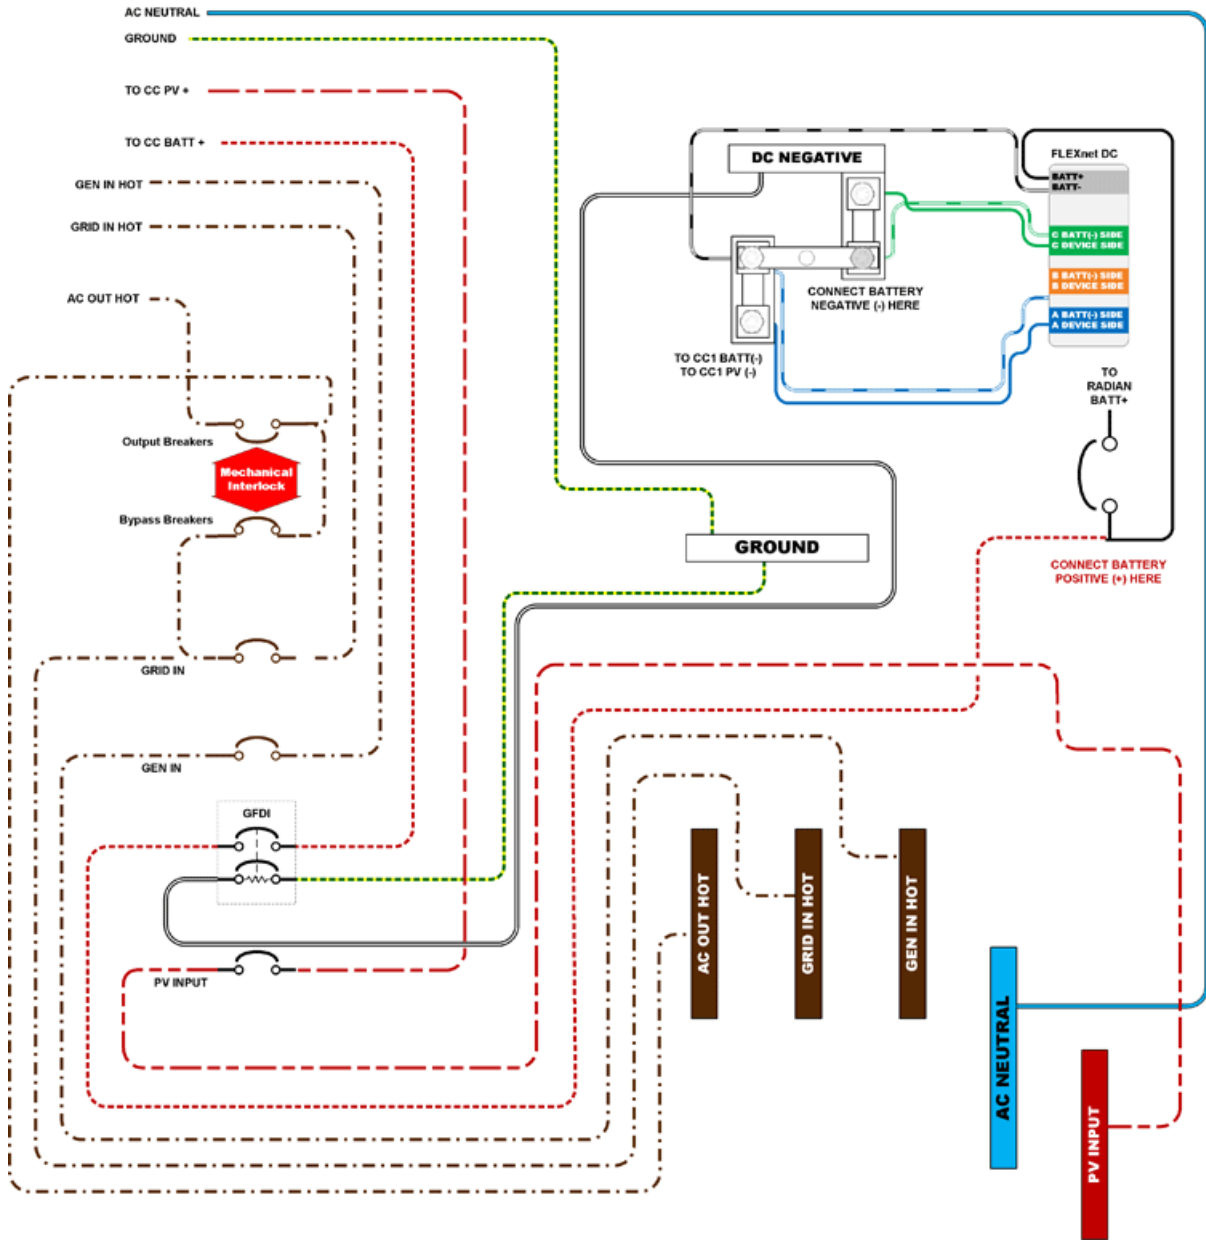 AC NEUTRAL
GROUND
TO CC PV +
TO CC BATT +
GEN IN HOT
GRID IN HOT
AC OUT HOT
DC NEGATIVE
FLEXnet DC
BATT+
BATT-
C BATT(-) SIDE
C DEVICE SIDE
B BATT(-) SIDE
B DEVICE SIDE
A BATT(-) SIDE
A DEVICE SIDE
CONNECT BATTERY
NEGATIVE (-) HERE
TO CC1 BATT(-)
TO CC1 PV (-)
TO
RADIAN
BATT+
Output Breakers
Mechanical
Interlock
Bypass Breakers
GROUND
CONNECT BATTERY
POSITIVE (+) HERE
GRID IN
GEN IN
GFDI
PV INPUT
AC OUT HOT
GRID IN HOT
GEN IN HOT
AC NEUTRAL
PV INPUT